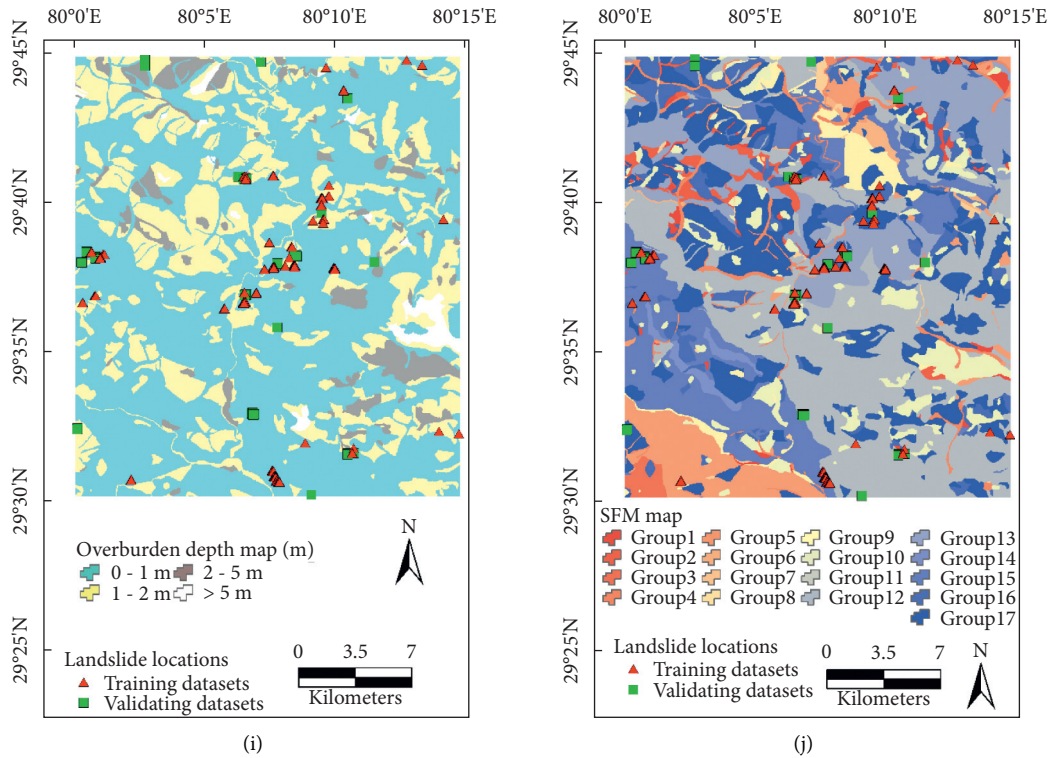 80°0'E 80°5'E 80°10'E 80°15'E
29°45'N
29°40'N
29°35'N
29°30'N
29°25'N
Overburden depth map (m)
0 - 1 m 2 - 5 m
1 - 2 m > 5 m
N
Landslide locations
Training datasets
Validating datasets
0 3.5 7
Kilometers
(i)
80°0'E 80°5'E 80°10'E 80°15'E
29°45'N
29°40'N
29°35'N
29°30'N
29°25'N
SFM map
Group1 Group5 Group9 Group13
Group2 Group6 Group10 Group14
Group3 Group7 Group11 Group15
Group4 Group8 Group12 Group16
Group17
Landslide locations
Training datasets
Validating datasets
0 3.5 7
Kilometers
N
(j)